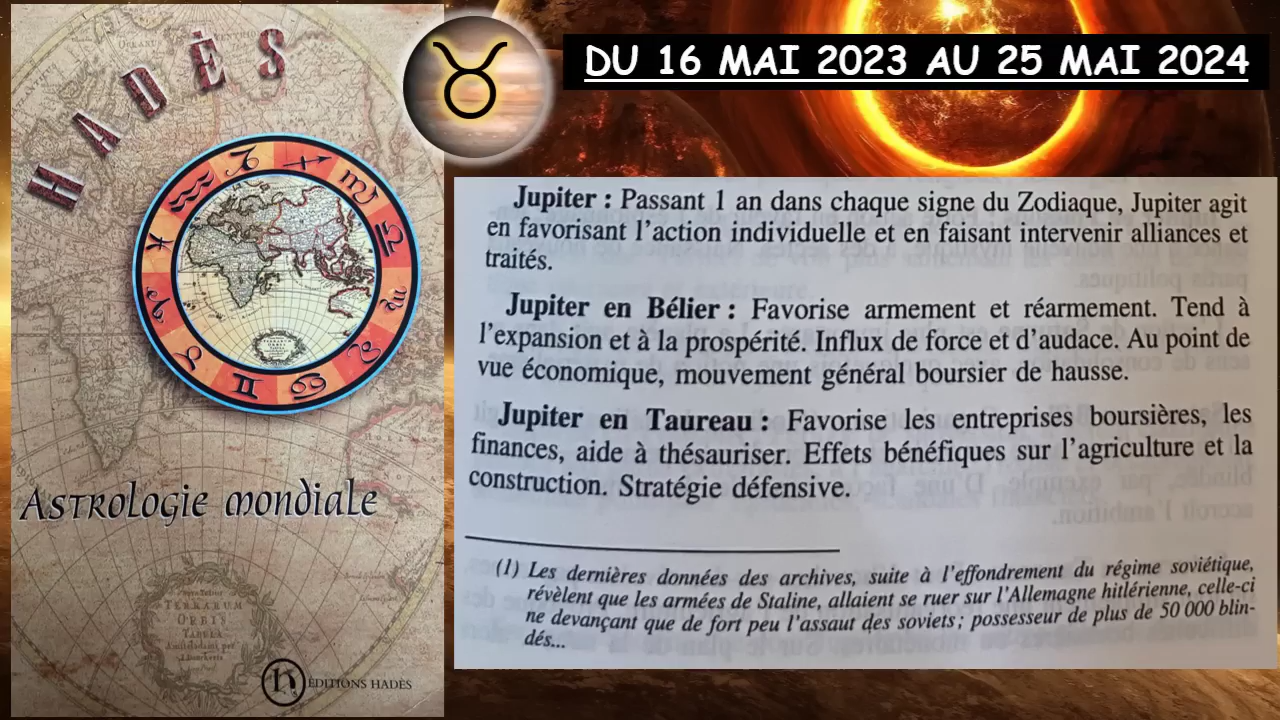 HADÈS
ASTROLOGIE MONDIALE
TERRARUM
ORBIS
TABULA
ÉDITIONS HADÈS
DU 16 MAI 2023 AU 25 MAI 2024
Jupiter : Passant 1 an dans chaque signe du Zodiaque, Jupiter agit
en favorisant l'action individuelle et en faisant intervenir alliances et
traités.
Jupiter en Bélier : Favorise armement et réarmement. Tend à
l'expansion et à la prospérité. Influx de force et d'audace. Au point de
vue économique, mouvement général boursier de hausse.
Jupiter en Taureau : Favorise les entreprises boursières, les
finances, aide à thésauriser. Effets bénéfiques sur l'agriculture et la
construction. Stratégie défensive.
(1) Les dernières données des archives, suite à l'effondrement du régime soviétique,
révèlent que les armées de Staline, allaient se ruer sur l'Allemagne hitlérienne, celle-ci
ne devançant que de fort peu l'assaut des soviets ; possesseur de plus de 50 000 blin-
dés...